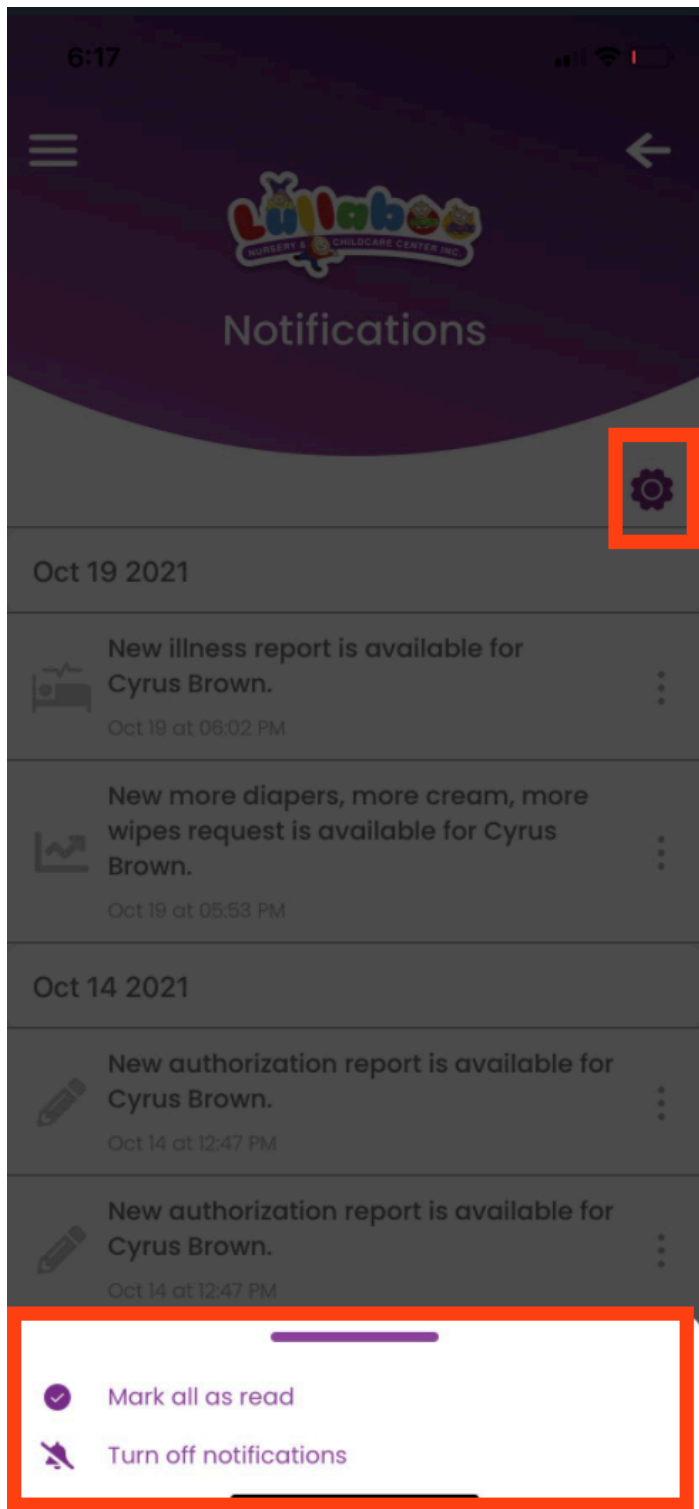 6:17
Lullaboo
NURSERY & CHILDCARE CENTER INC.
Notifications
Oct 19 2021
New illness report is available for
Cyrus Brown.
Oct 19 at 06:02 PM
New more diapers, more cream, more
wipes request is available for Cyrus
Brown.
Oct 19 at 05:53 PM
Oct 14 2021
New authorization report is available for
Cyrus Brown.
Oct 14 at 12:47 PM
New authorization report is available for
Cyrus Brown.
Oct 14 at 12:47 PM
Mark all as read
Turn off notifications